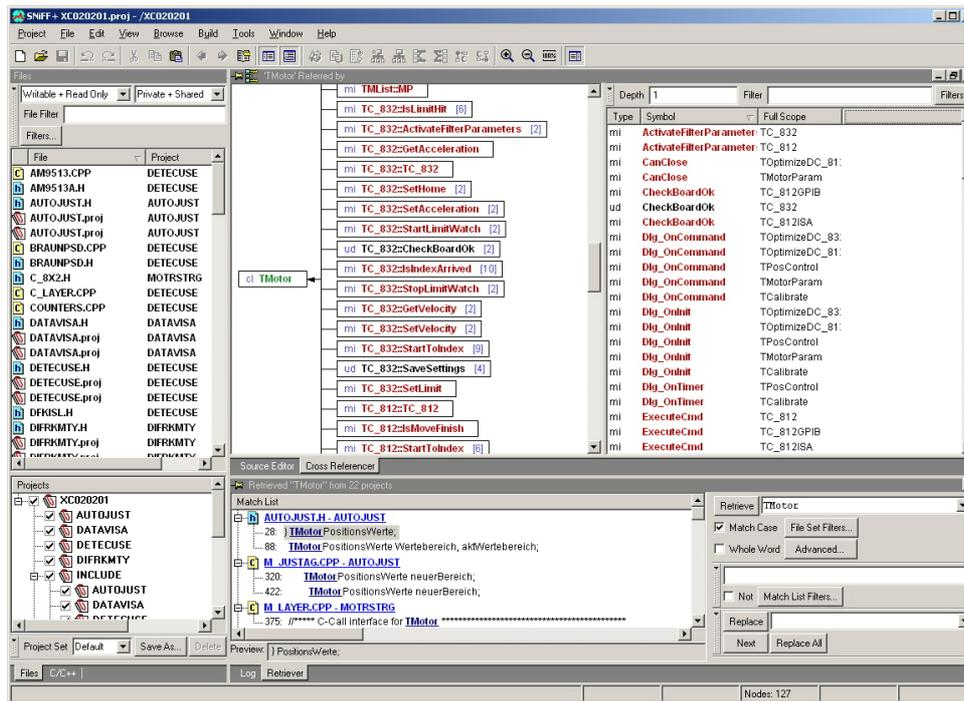 SNiFF+ XC020201.proj - /XC020201
Project File Edit View Browse Build Tools Window Help
Files
Writable + Read Only Private + Shared
File Filter
Filters...
File Project
AM9513.CPP DETECUSE
AM9513A.H DETECUSE
AUTOJUST.H AUTOJUST
AUTOJUST.proj AUTOJUST
AUTOJUST.proj AUTOJUST
BRAUNPSD.CPP DETECUSE
BRAUNPSD.H DETECUSE
C_8X2.H MOTRSTRG
C_LAYER.CPP DETECUSE
COUNTERS.CPP DETECUSE
DATAVISA.H DATAVISA
DATAVISA.proj DATAVISA
DATAVISA.proj DATAVISA
DETECUSE.H DETECUSE
DETECUSE.proj DETECUSE
DETECUSE.proj DETECUSE
DFKISL.H DETECUSE
DIFRKMTY.H DIFRKMTY
DIFRKMTY.proj DIFRKMTY
DIFRKMTY.proj DIFRKMTY
'TMotor' Referred by
cl TMotor
mi TMList::MP
mi TC_832::IsLimitHit [6]
mi TC_832::ActivateFilterParameters [2]
mi TC_832::GetAcceleration
mi TC_832::TC_832
mi TC_832::SetHome [2]
mi TC_832::SetAcceleration [2]
mi TC_832::StartLimitWatch [2]
ud TC_832::CheckBoardOk [2]
mi TC_832::IsIndexArrived [10]
mi TC_832::StopLimitWatch [2]
mi TC_832::GetVelocity [2]
mi TC_832::SetVelocity [2]
mi TC_832::StartToIndex [9]
ud TC_832::SaveSettings [4]
mi TC_832::SetLimit
mi TC_812::TC_812
mi TC_812::IsMoveFinish
mi TC_812::StartToIndex [6]
Source Editor Cross Referencer
Depth 1 Filter Filters
Type Symbol Full Scope
mi ActivateFilterParameter TC_832
mi ActivateFilterParameter TC_812
mi CanClose TOptimizeDC_81:
mi CanClose TMotorParam
mi CheckBoardOk TC_812GPIB
ud CheckBoardOk TC_832
mi CheckBoardOk TC_812ISA
mi Dlg_OnCommand TOptimizeDC_83:
mi Dlg_OnCommand TOptimizeDC_81:
mi Dlg_OnCommand TPosControl
mi Dlg_OnCommand TMotorParam
mi Dlg_OnCommand TCalibrate
mi Dlg_OnInit TOptimizeDC_83:
mi Dlg_OnInit TOptimizeDC_81:
mi Dlg_OnInit TPosControl
mi Dlg_OnInit TMotorParam
mi Dlg_OnInit TCalibrate
mi Dlg_OnTimer TPosControl
mi Dlg_OnTimer TCalibrate
mi ExecuteCmd TC_812
mi ExecuteCmd TC_812GPIB
mi ExecuteCmd TC_812ISA
Projects
XC020201
AUTOJUST
DATAVISA
DETECUSE
DIFRKMTY
INCLUDE
AUTOJUST
DATAVISA
DETECUSE
Project Set Default Save As... Delete
Files C/C++
Retrieved "TMotor" from 22 projects
Match List
AUTOJUST.H - AUTOJUST
28: } TMotorPositionsWerte;
88: TMotorPositionsWerte Wertebereich, aktWertebereich;
M_JUSTAG.CPP - AUTOJUST
320: TMotorPositionsWerte neuerBereich;
422: TMotorPositionsWerte neuerBereich;
M_LAYER.CPP - MOTRSTRG
375: //***** C-Call interface for TMotor **********************************************
Preview: } PositionsWerte;
Log Retriever
Retrieve TMotor
Match Case File Set Filters...
Whole Word Advanced...
Not Match List Filters...
Replace
Next Replace All
Nodes: 127